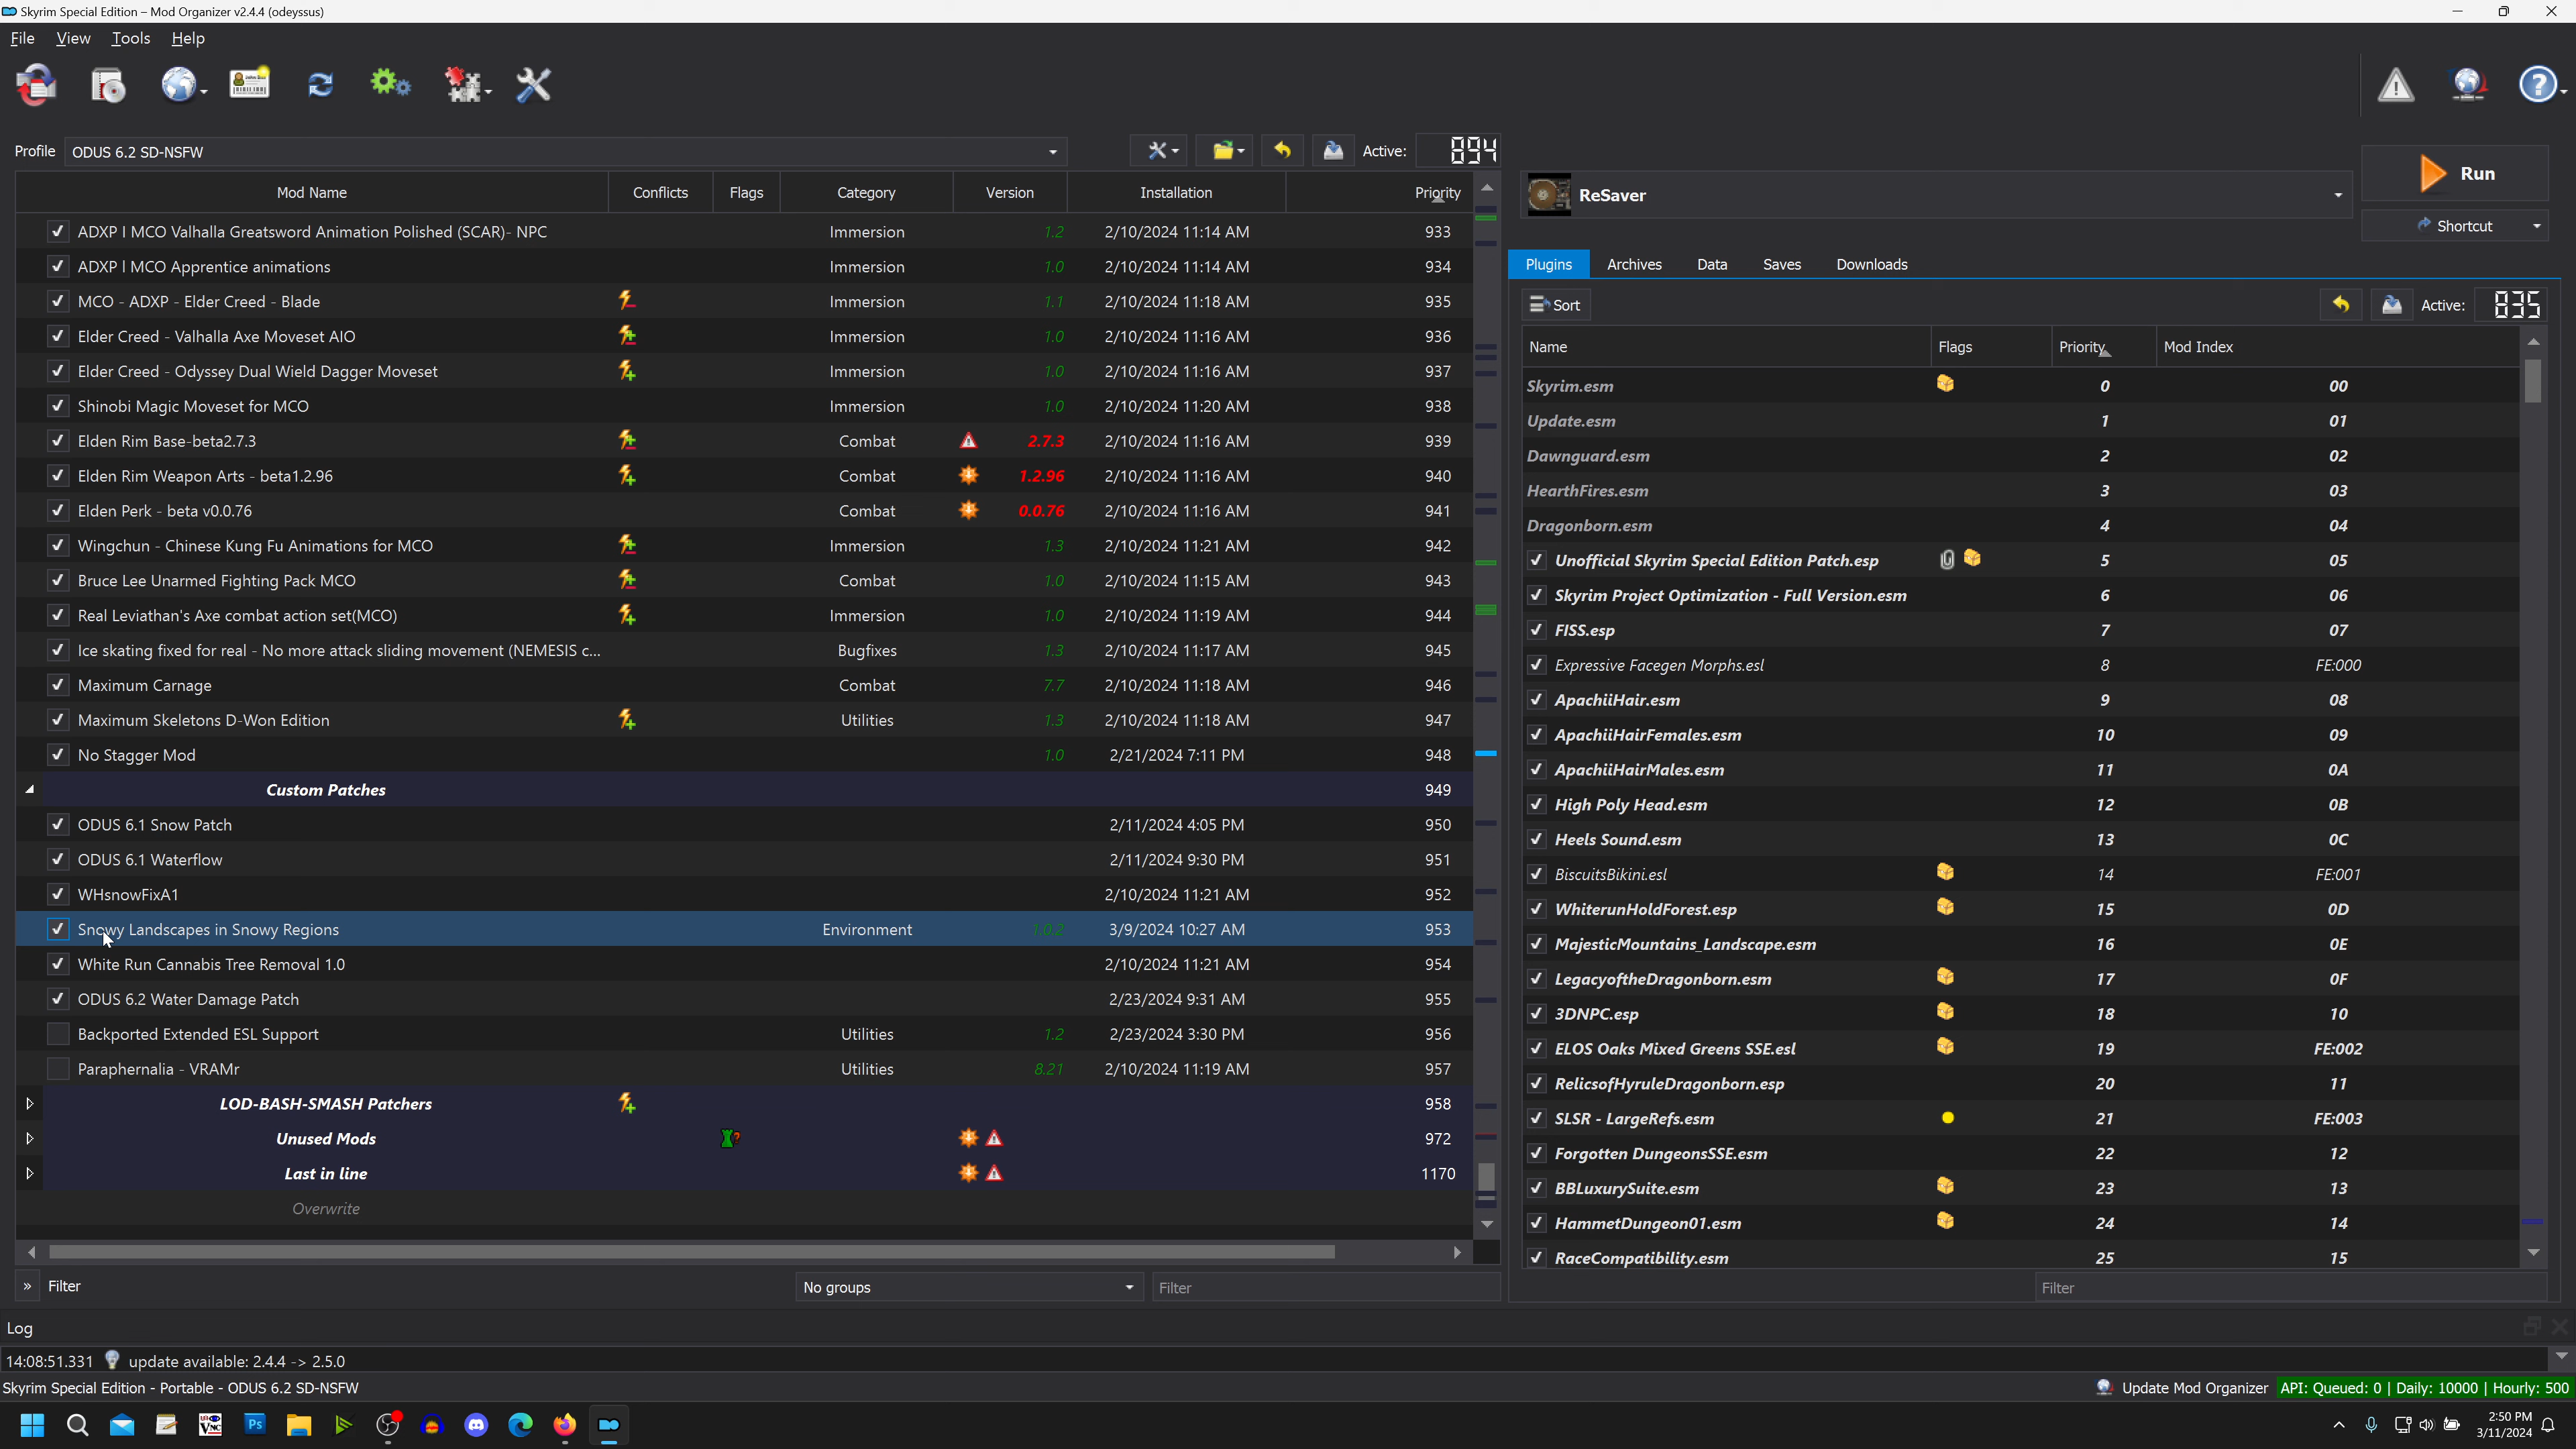 Skyrim Special Edition – Mod Organizer v2.4.4 (odeyssus)
File View Tools Help
Profile ODUS 6.2 SD-NSFW Active: 894
Mod Name Conflicts Flags Category Version Installation Priority
ADXP I MCO Valhalla Greatsword Animation Polished (SCAR)- NPC Immersion 1.2 2/10/2024 11:14 AM 933
ADXP I MCO Apprentice animations Immersion 1.0 2/10/2024 11:14 AM 934
MCO - ADXP - Elder Creed - Blade Immersion 1.1 2/10/2024 11:18 AM 935
Elder Creed - Valhalla Axe Moveset AIO Immersion 1.0 2/10/2024 11:16 AM 936
Elder Creed - Odyssey Dual Wield Dagger Moveset Immersion 1.0 2/10/2024 11:16 AM 937
Shinobi Magic Moveset for MCO Immersion 1.0 2/10/2024 11:20 AM 938
Elden Rim Base-beta2.7.3 Combat 2.7.3 2/10/2024 11:16 AM 939
Elden Rim Weapon Arts - beta1.2.96 Combat 1.2.96 2/10/2024 11:16 AM 940
Elden Perk - beta v0.0.76 Combat 0.0.76 2/10/2024 11:16 AM 941
Wingchun - Chinese Kung Fu Animations for MCO Immersion 1.3 2/10/2024 11:21 AM 942
Bruce Lee Unarmed Fighting Pack MCO Combat 1.0 2/10/2024 11:15 AM 943
Real Leviathan's Axe combat action set(MCO) Immersion 1.0 2/10/2024 11:19 AM 944
Ice skating fixed for real - No more attack sliding movement (NEMESIS c... Bugfixes 1.3 2/10/2024 11:17 AM 945
Maximum Carnage Combat 7.7 2/10/2024 11:18 AM 946
Maximum Skeletons D-Won Edition Utilities 1.3 2/10/2024 11:18 AM 947
No Stagger Mod 1.0 2/21/2024 7:11 PM 948
Custom Patches 949
ODUS 6.1 Snow Patch 2/11/2024 4:05 PM 950
ODUS 6.1 Waterflow 2/11/2024 9:30 PM 951
WHsnowFixA1 2/10/2024 11:21 AM 952
Snowy Landscapes in Snowy Regions Environment 1.0.2 3/9/2024 10:27 AM 953
White Run Cannabis Tree Removal 1.0 2/10/2024 11:21 AM 954
ODUS 6.2 Water Damage Patch 2/23/2024 9:31 AM 955
Backported Extended ESL Support Utilities 1.2 2/23/2024 3:30 PM 956
Paraphernalia - VRAMr Utilities 8.21 2/10/2024 11:19 AM 957
LOD-BASH-SMASH Patchers 958
Unused Mods 972
Last in line 1170
Overwrite
» Filter No groups Filter
ReSaver
Run
Shortcut
Plugins Archives Data Saves Downloads
Sort Active: 835
Name Flags Priority Mod Index
Skyrim.esm 0 00
Update.esm 1 01
Dawnguard.esm 2 02
HearthFires.esm 3 03
Dragonborn.esm 4 04
Unofficial Skyrim Special Edition Patch.esp 5 05
Skyrim Project Optimization - Full Version.esm 6 06
FISS.esp 7 07
Expressive Facegen Morphs.esl 8 FE:000
ApachiiHair.esm 9 08
ApachiiHairFemales.esm 10 09
ApachiiHairMales.esm 11 0A
High Poly Head.esm 12 0B
Heels Sound.esm 13 0C
BiscuitsBikini.esl 14 FE:001
WhiterunHoldForest.esp 15 0D
MajesticMountains_Landscape.esm 16 0E
LegacyoftheDragonborn.esm 17 0F
3DNPC.esp 18 10
ELOS Oaks Mixed Greens SSE.esl 19 FE:002
RelicsofHyruleDragonborn.esp 20 11
SLSR - LargeRefs.esm 21 FE:003
Forgotten DungeonsSSE.esm 22 12
BBLuxurySuite.esm 23 13
HammetDungeon01.esm 24 14
RaceCompatibility.esm 25 15
Filter
Log
14:08:51.331 update available: 2.4.4 -> 2.5.0
Skyrim Special Edition - Portable - ODUS 6.2 SD-NSFW Update Mod Organizer API: Queued: 0 | Daily: 10000 | Hourly: 500
2:50 PM
3/11/2024